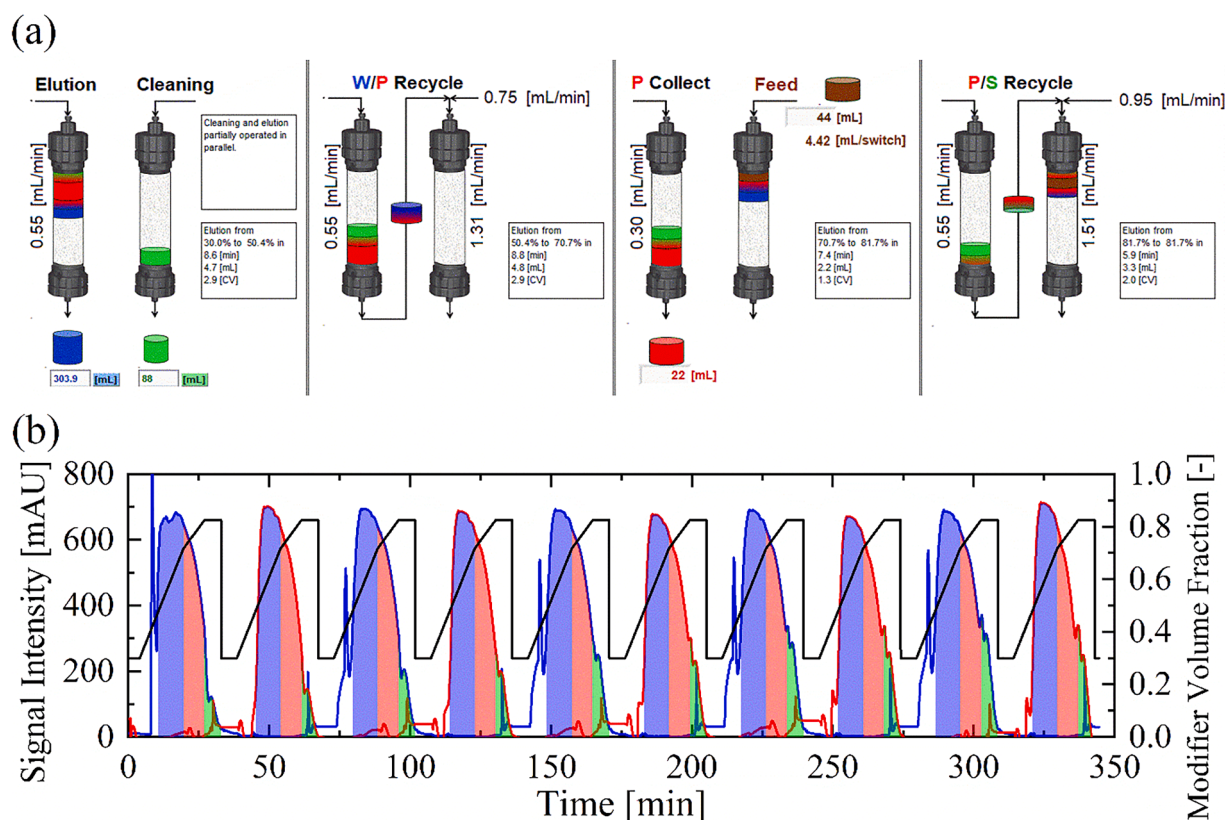 (a)
Elution
Cleaning
0.55 [mL/min]
Cleaning and elution
partially operated in
parallel.
Elution from
30.0% to 50.4% in
8.6 [min]
4.7 [mL]
2.9 [CV]
303.9 [mL]
88 [mL]
W/P Recycle
0.75 [mL/min]
0.55 [mL/min]
1.31 [mL/min]
Elution from
50.4% to 70.7% in
8.8 [min]
4.8 [mL]
2.9 [CV]
P Collect
Feed
44 [mL]
4.42 [mL/switch]
0.30 [mL/min]
Elution from
70.7% to 81.7% in
7.4 [min]
2.2 [mL]
1.3 [CV]
22 [mL]
P/S Recycle
0.95 [mL/min]
0.55 [mL/min]
1.51 [mL/min]
Elution from
81.7% to 81.7% in
5.9 [min]
3.3 [mL]
2.0 [CV]
(b)
Signal Intensity [mAU]
800
600
400
200
0
1.0
0.8
0.6
0.4
0.2
0.0
Modifier Volume Fraction [-]
0 50 100 150 200 250 300 350
Time [min]